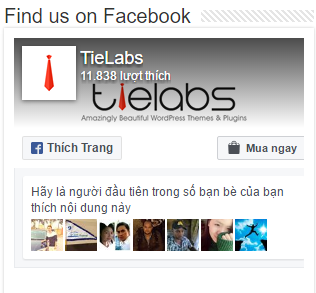 Find us on Facebook
TieLabs
11.838 lượt thích
tielabs
Amazingly Beautiful WordPress Themes & Plugins
Thích Trang
Mua ngay
Hãy là người đầu tiên trong số bạn bè của bạn
thích nội dung này